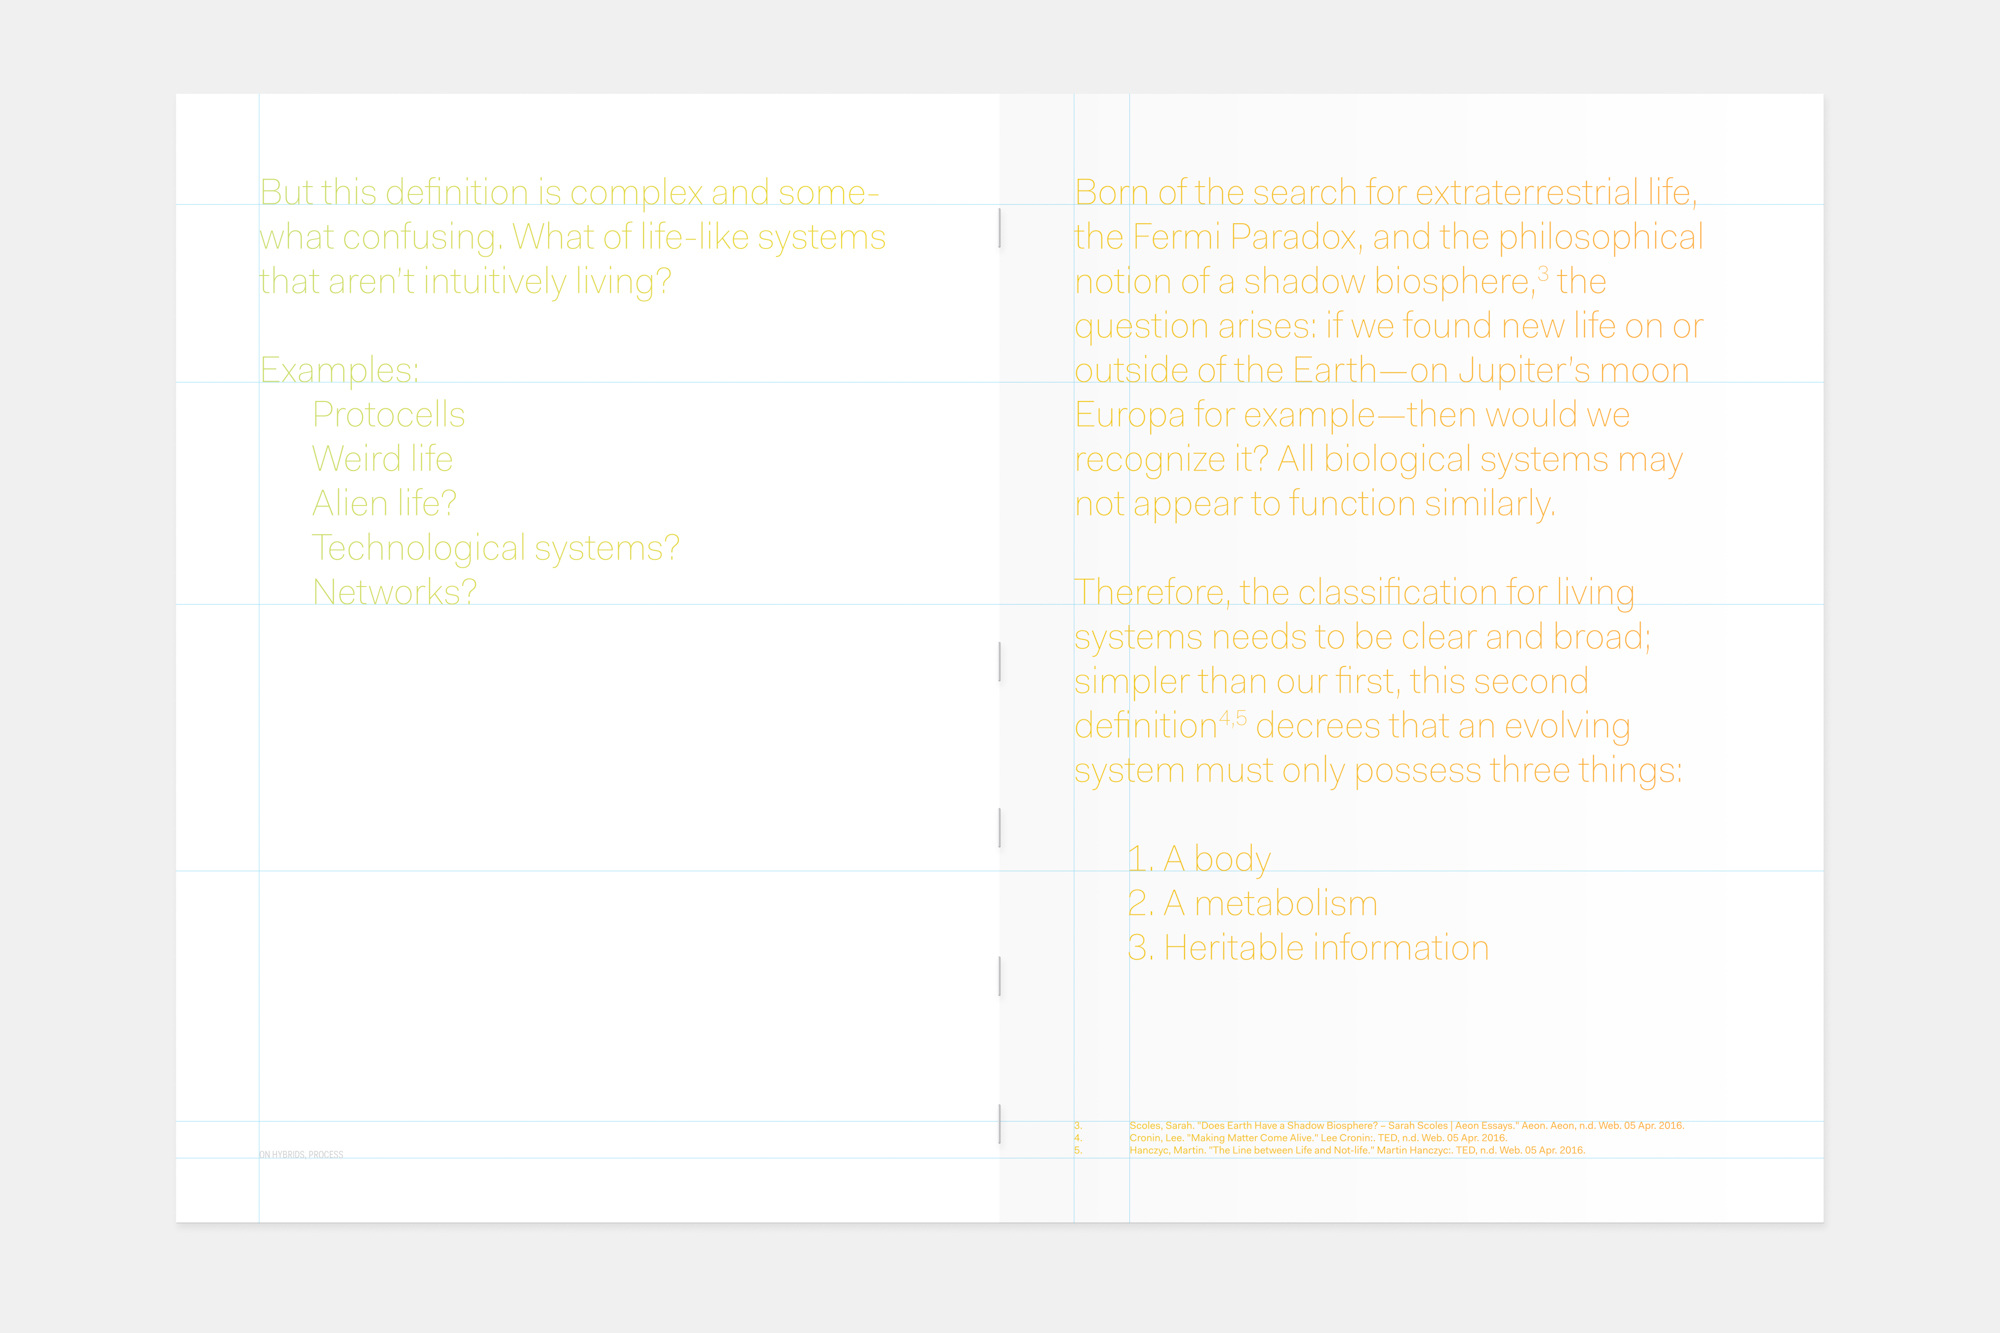 But this definition is complex and some-
what confusing. What of life-like systems
that aren't intuitively living?
Examples:
Protocells
Weird life
Alien life?
Technological systems?
Networks?
ON HYBRIDS, PROCESS
Born of the search for extraterrestrial life,
the Fermi Paradox, and the philosophical
notion of a shadow biosphere,³ the
question arises: if we found new life on or
outside of the Earth—on Jupiter's moon
Europa for example—then would we
recognize it? All biological systems may
not appear to function similarly.
Therefore, the classification for living
systems needs to be clear and broad;
simpler than our first, this second
definition⁴,⁵ decrees that an evolving
system must only possess three things:
1. A body
2. A metabolism
3. Heritable information
3. Scoles, Sarah. "Does Earth Have a Shadow Biosphere? – Sarah Scoles | Aeon Essays." Aeon. Aeon, n.d. Web. 05 Apr. 2016.
4. Cronin, Lee. "Making Matter Come Alive." Lee Cronin:. TED, n.d. Web. 05 Apr. 2016.
5. Hanczyc, Martin. "The Line between Life and Not-life." Martin Hanczyc:. TED, n.d. Web. 05 Apr. 2016.